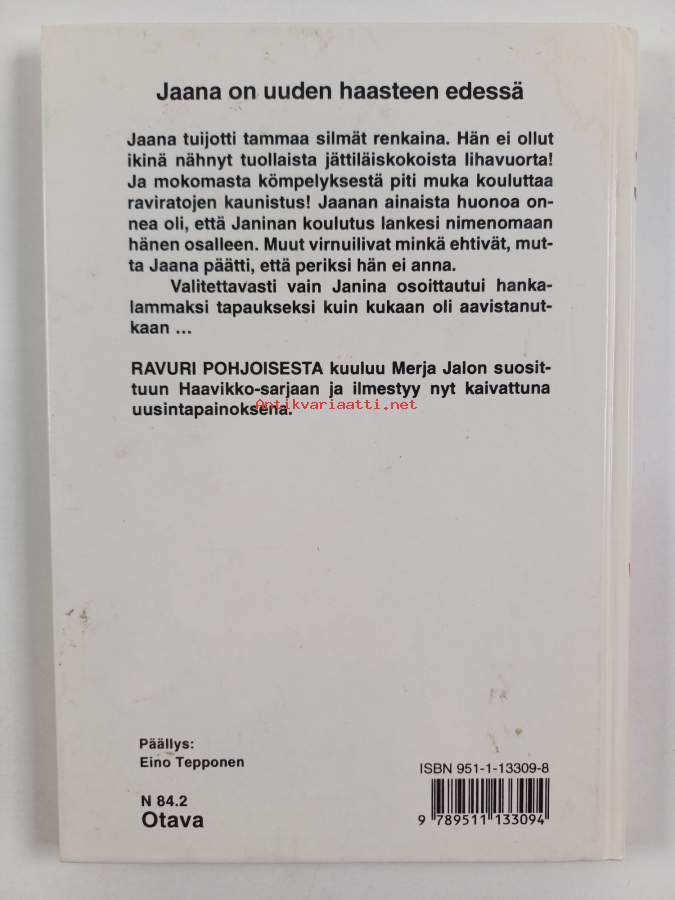 Jaana on uuden haasteen edessä
Jaana tuijotti tammaa silmät renkaina. Hän ei ollut
ikinä nähnyt tuollaista jättiläiskokoista lihavuorta!
Ja mokomasta kömpelyksestä piti muka kouluttaa
raviratojen kaunistus! Jaanan ainaista huonoa on-
nea oli, että Janinan koulutus lankesi nimenomaan
hänen osalleen. Muut virnuilivat minkä ehtivät, mut-
ta Jaana päätti, että periksi hän ei anna.
Valitettavasti vain Janina osoittautui hanka-
lammaksi tapaukseksi kuin kukaan oli aavistanut-
kaan ...
RAVURI POHJOISESTA kuuluu Merja Jalon suosit-
tuun Haavikko-sarjaan ja ilmestyy nyt kaivattuna
uusintapainoksena.
Antikvariaatti.net
Päällys:
Eino Tepponen
N 84.2
Otava
ISBN 951-1-13309-8
9 789511 133094